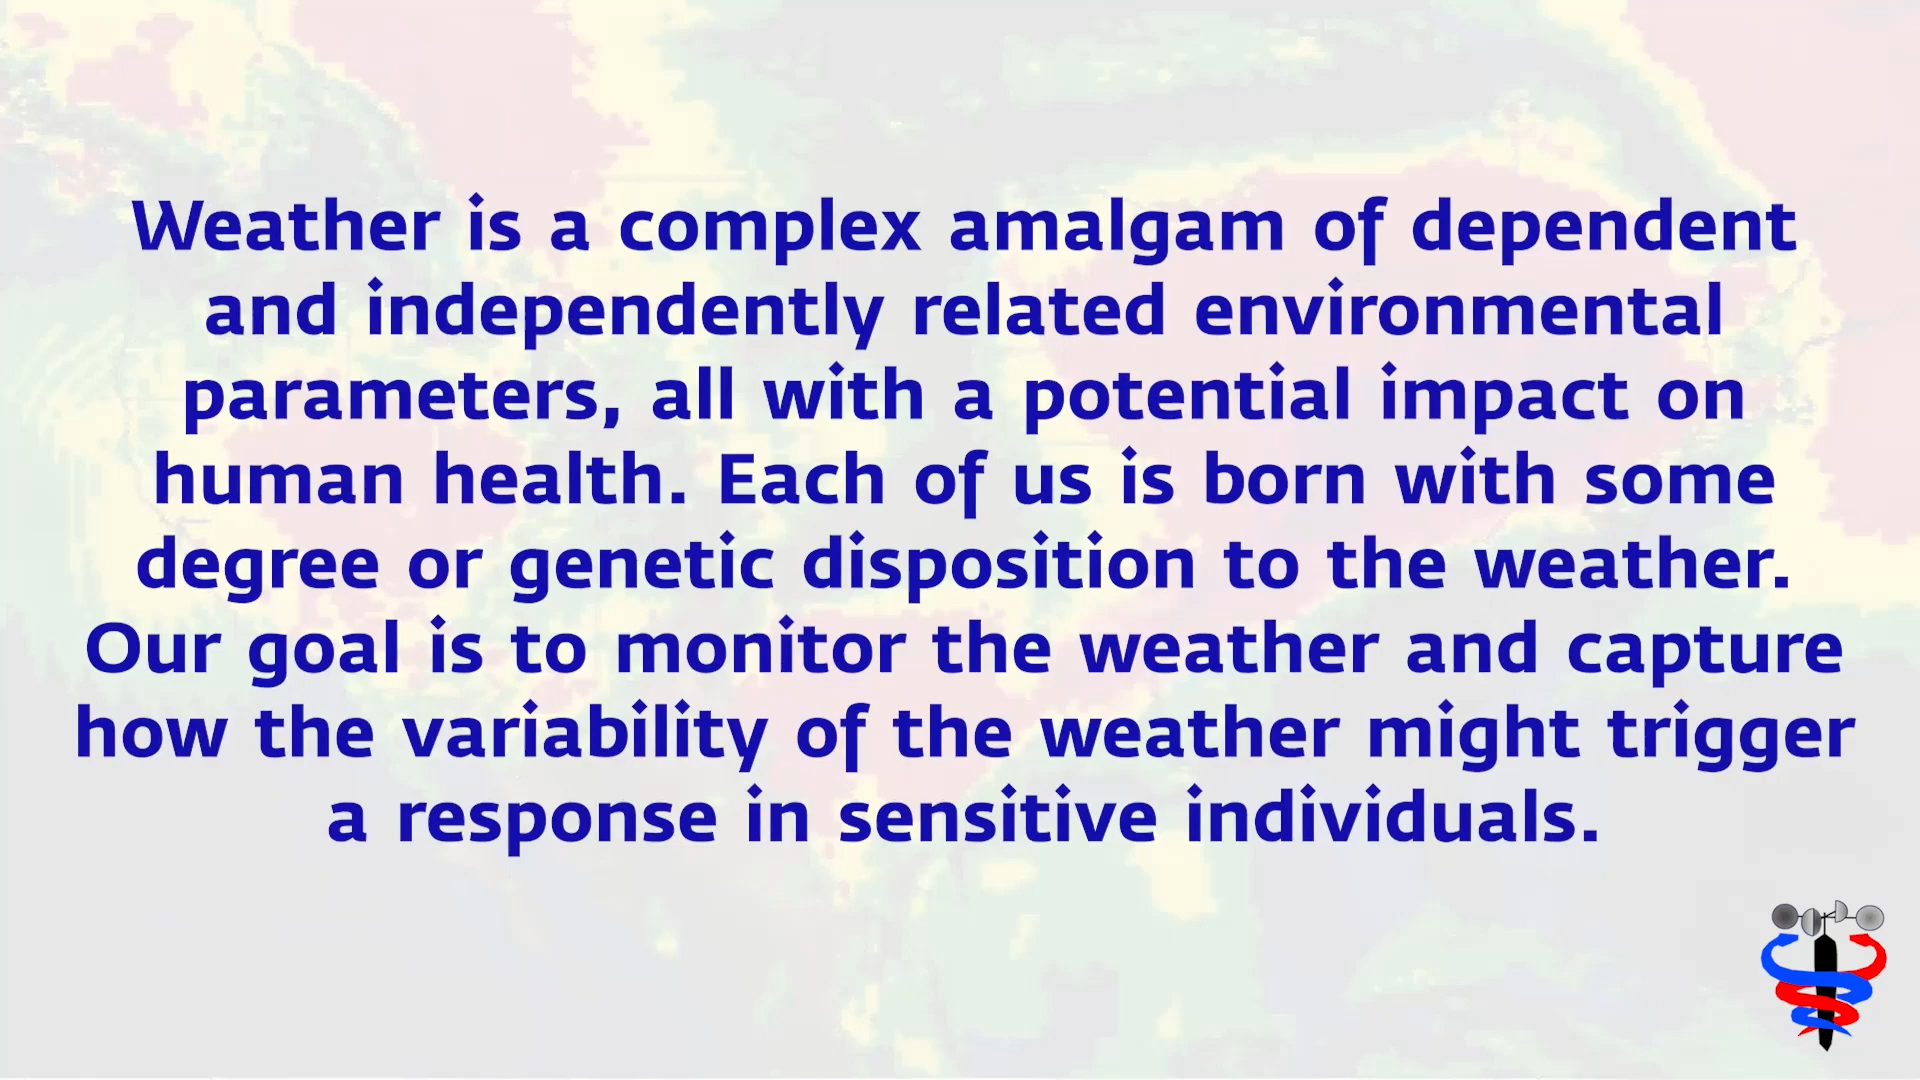 Weather is a complex amalgam of dependent
and independently related environmental
parameters, all with a potential impact on
human health. Each of us is born with some
degree or genetic disposition to the weather.
Our goal is to monitor the weather and capture
how the variability of the weather might trigger
a response in sensitive individuals.